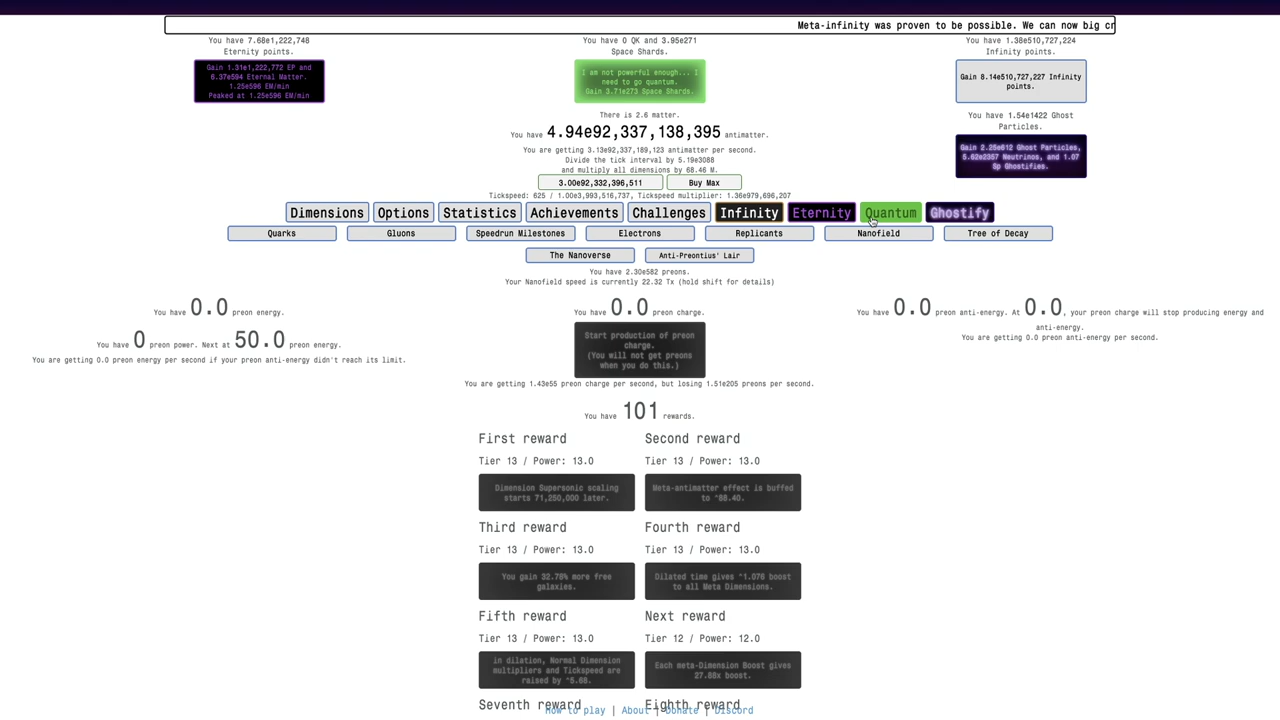 Meta-infinity was proven to be possible. We can now big cr
You have 7.68e1,222,748
Eternity points.
Gain 1.31e1,222,772 EP and
6.37e594 Eternal Matter.
1.25e596 EM/min
Peaked at 1.25e596 EM/min
You have 0 QK and 3.95e271
Space Shards.
I am not powerful enough... I
need to go quantum.
Gain 3.71e273 Space Shards.
You have 1.38e510,727,224
Infinity points.
Gain 8.14e510,727,227 Infinity
points.
You have 1.54e1422 Ghost
Particles.
Gain 2.25e612 Ghost Particles,
5.62e2357 Neutrinos, and 1.07
Sp Ghostifies.
There is 2.6 matter.
You have 4.94e92,337,138,395 antimatter.
You are getting 3.13e92,337,189,123 antimatter per second.
Divide the tick interval by 5.19e3088
and multiply all dimensions by 68.46 M.
3.00e92,332,396,511 Buy Max
Tickspeed: 625 / 1.00e3,993,516,737, Tickspeed multiplier: 1.36e979,696,207
Dimensions Options Statistics Achievements Challenges Infinity Eternity Quantum Ghostify
Quarks Gluons Speedrun Milestones Electrons Replicants Nanofield Tree of Decay
The Nanoverse Anti-Preontius' Lair
You have 2.30e582 preons.
Your Nanofield speed is currently 22.32 Tx (hold shift for details)
You have 0.0 preon energy.
You have 0 preon power. Next at 50.0 preon energy.
You are getting 0.0 preon energy per second if your preon anti-energy didn't reach its limit.
You have 0.0 preon charge.
Start production of preon
charge.
(You will not get preons
when you do this.)
You are getting 1.43e55 preon charge per second, but losing 1.51e205 preons per second.
You have 0.0 preon anti-energy. At 0.0, your preon charge will stop producing energy and
anti-energy.
You are getting 0.0 preon anti-energy per second.
You have 101 rewards.
First reward Second reward
Tier 13 / Power: 13.0 Tier 13 / Power: 13.0
Dimension Supersonic scaling
starts 71,250,000 later.
Meta-antimatter effect is buffed
to ^88.40.
Third reward Fourth reward
Tier 13 / Power: 13.0 Tier 13 / Power: 13.0
You gain 32.76% more free
galaxies.
Dilated time gives ^1.076 boost
to all Meta Dimensions.
Fifth reward Next reward
Tier 13 / Power: 13.0 Tier 12 / Power: 12.0
in dilation, Normal Dimension
multipliers and Tickspeed are
raised by ^5.68.
Each meta-Dimension Boost gives
27.88x boost.
Seventh reward Eighth reward
How to play | About | Donate | Discord